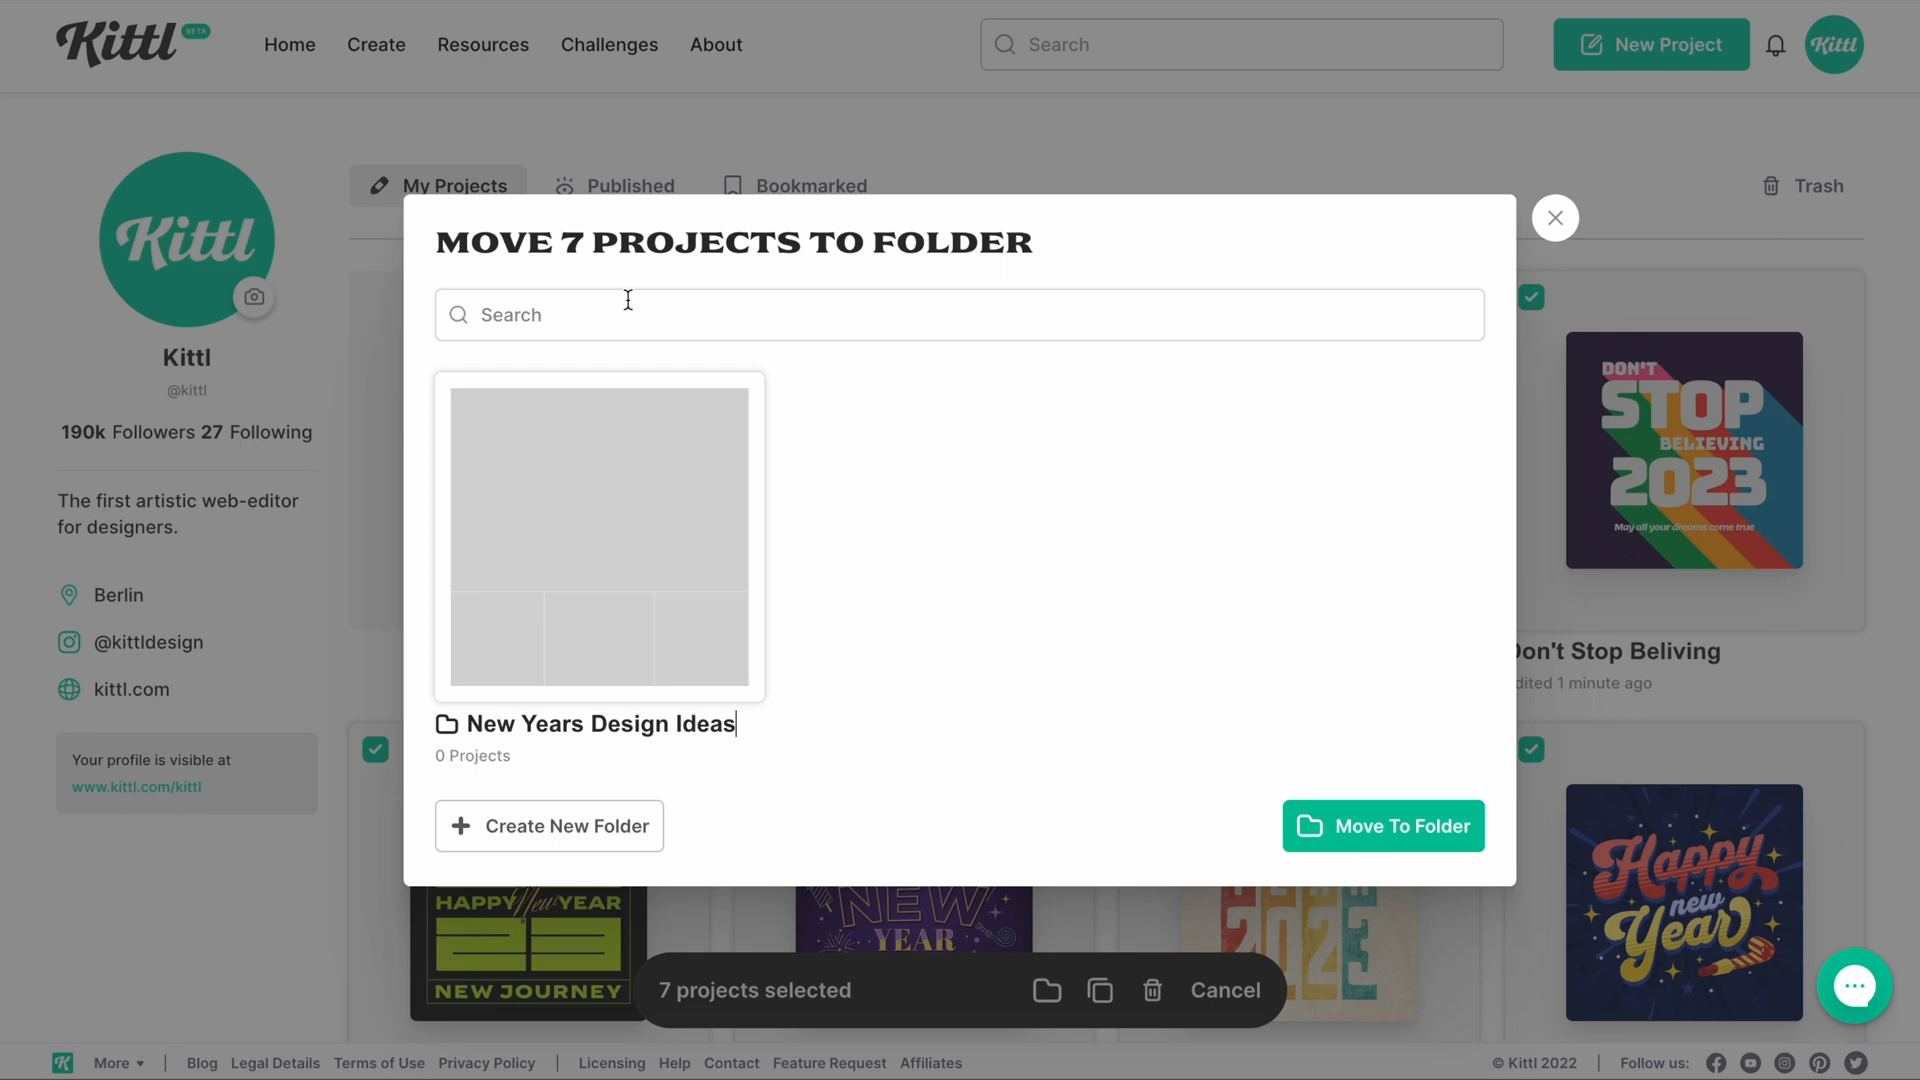 Kittl BETA
Home Create Resources Challenges About
Search
New Project
Kittl
My Projects Published Bookmarked
Trash
Kittl
MOVE 7 PROJECTS TO FOLDER
Search
Kittl
@kittl
190k Followers 27 Following
The first artistic web-editor
for designers.
Berlin
@kittldesign
kittl.com
Your profile is visible at
www.kittl.com/kittl
New Years Design Ideas
0 Projects
Create New Folder
Move To Folder
DON'T
STOP
BELIEVING
2023
May all your dreams come true
on't Stop Beliving
dited 1 minute ago
HAPPY New YEAR
23
NEW JOURNEY
NEW
YEAR
2023
Happy
new
Year
7 projects selected
Cancel
K More
Blog Legal Details Terms of Use Privacy Policy
Licensing Help Contact Feature Request Affiliates
© Kittl 2022
Follow us: